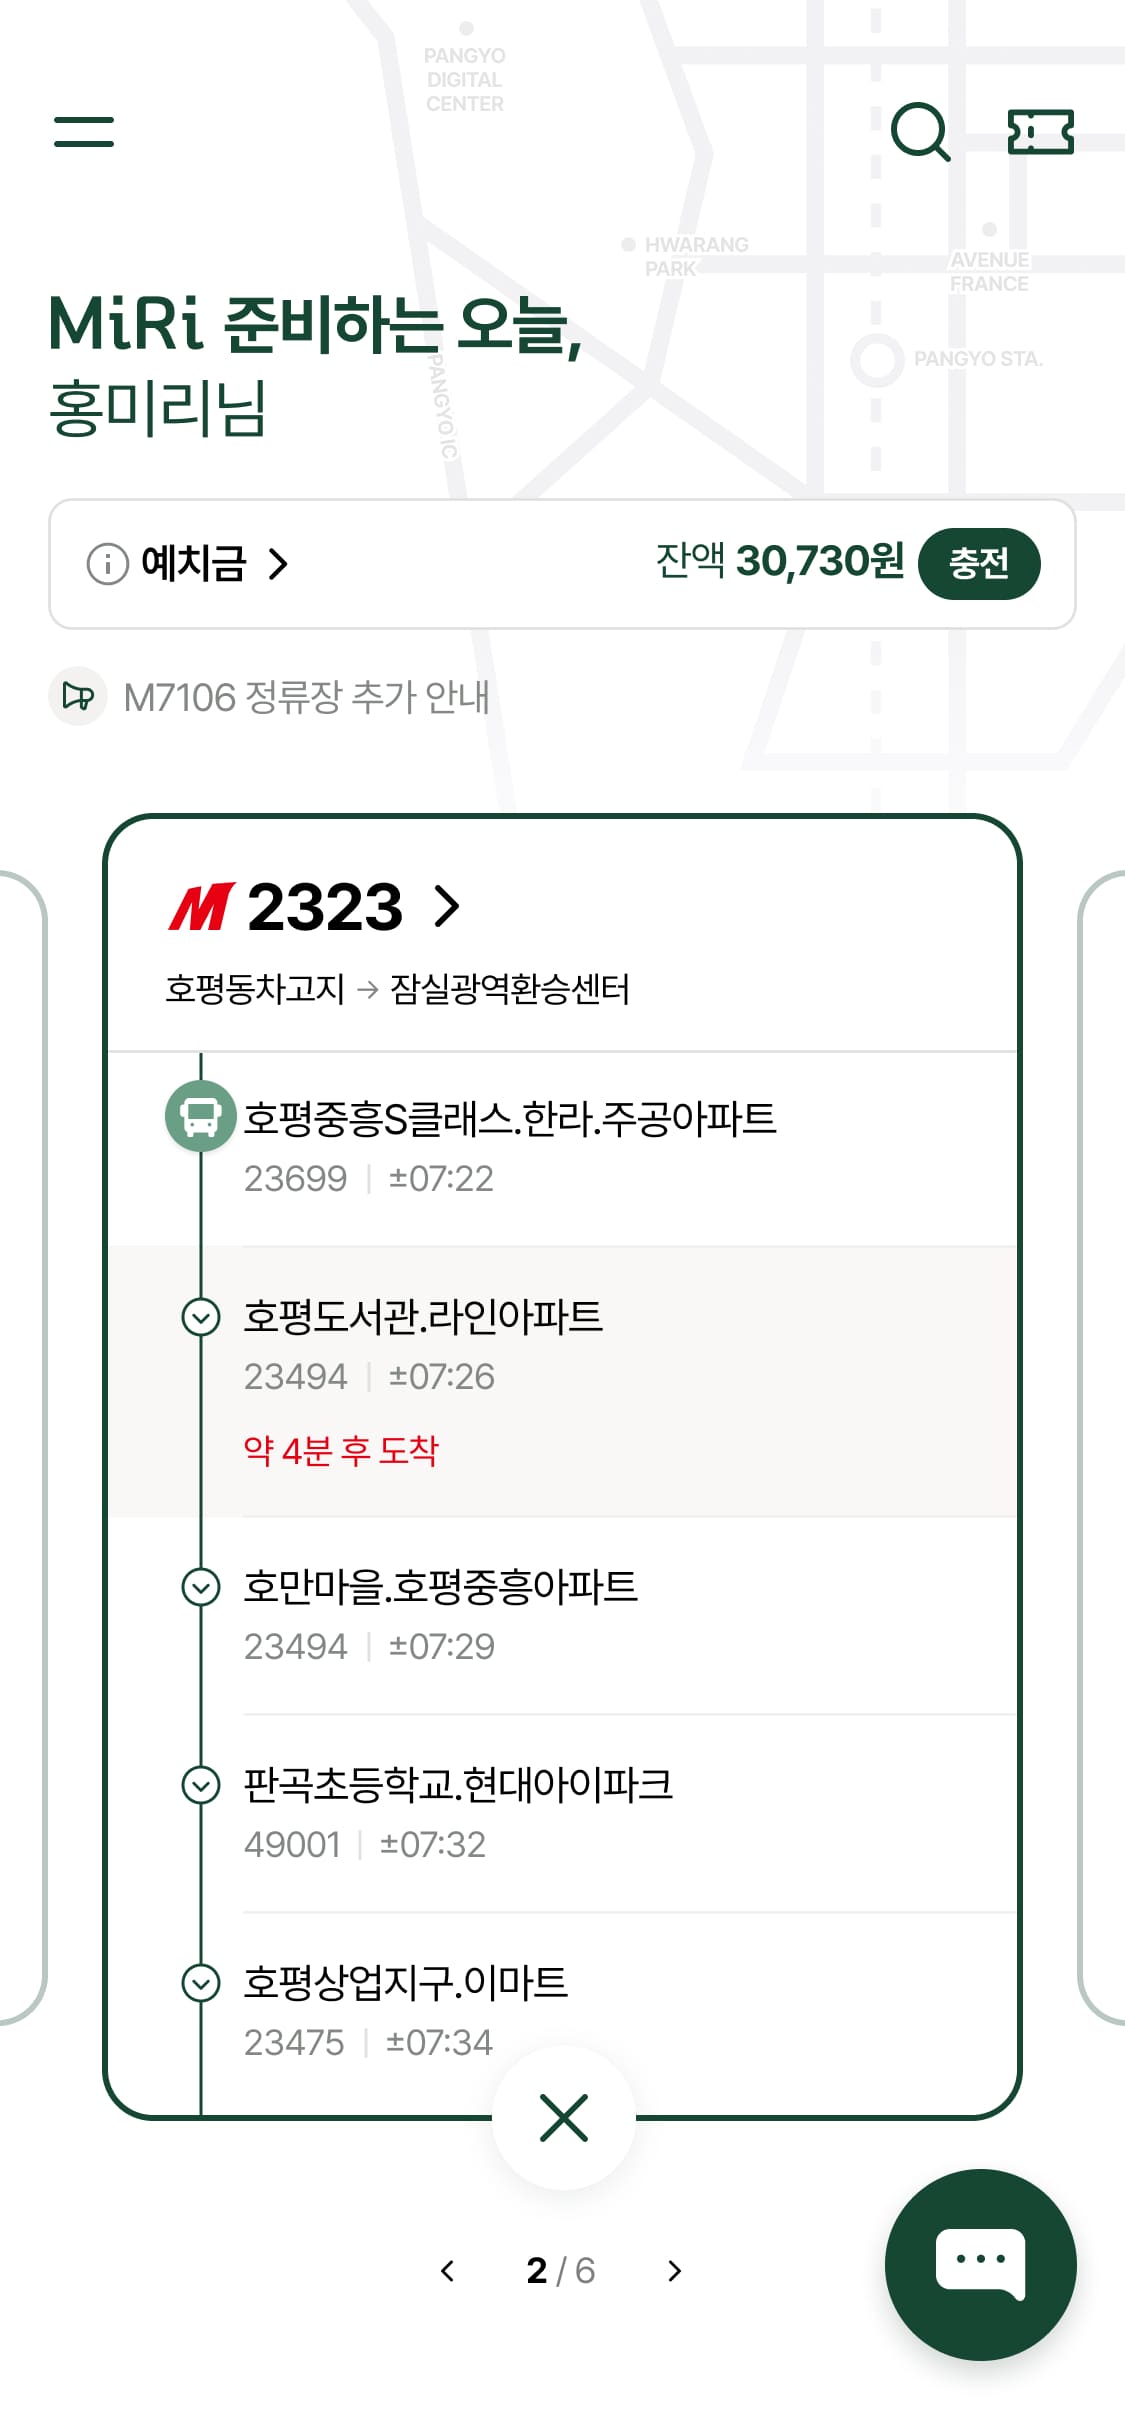 PANGYO
DIGITAL
CENTER
HWARANG
PARK
AVENUE
FRANCE
MiRi 준비하는 오늘,
홍미리님
PANGYO IC
PANGYO STA.
예치금
잔액 30,730원 충전
M7106 정류장 추가 안내
M 2323
호평동차고지 → 잠실광역환승센터
호평중흥S클래스.한라.주공아파트
23699 | ±07:22
호평도서관.라인아파트
23494 | ±07:26
약 4분 후 도착
호만마을.호평중흥아파트
23494 | ±07:29
판곡초등학교.현대아이파크
49001 | ±07:32
호평상업지구.이마트
23475 | ±07:34
2 / 6